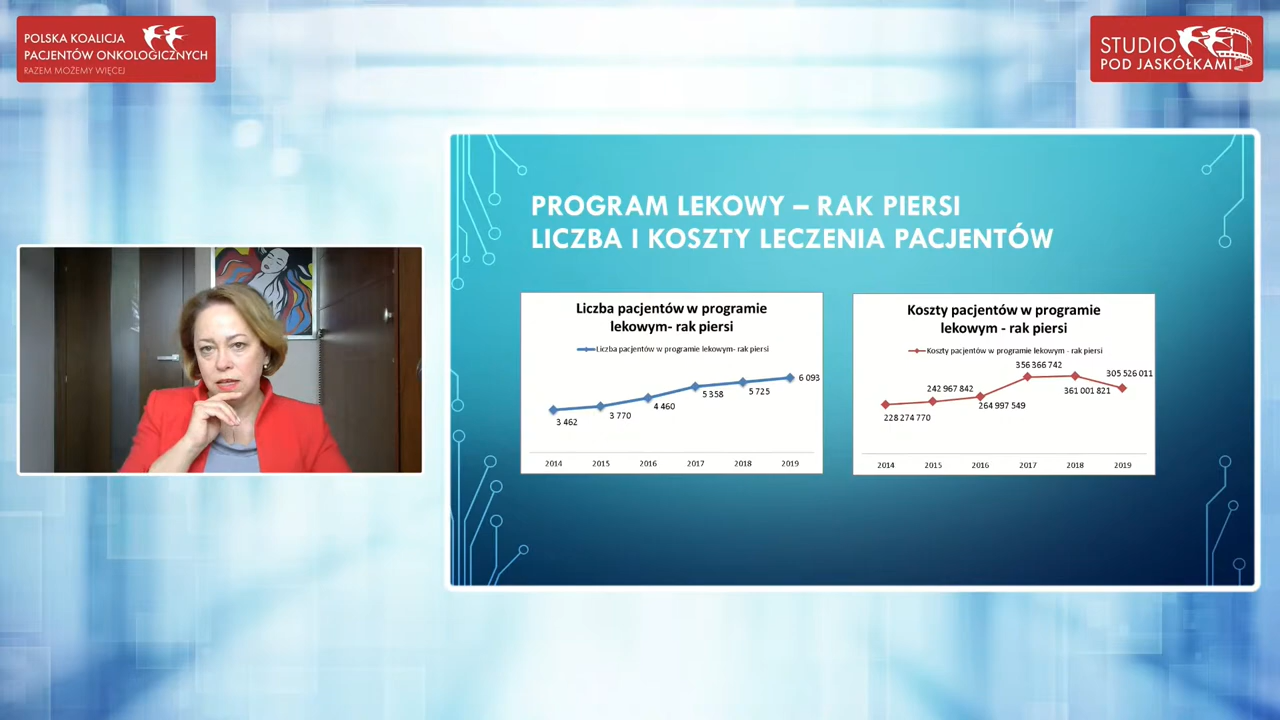 POLSKA KOALICJA
PACJENTÓW ONKOLOGICZNYCH
RAZEM MOŻEMY WIĘCEJ
STUDIO
POD JASKÓŁKAMI
PROGRAM LEKOWY – RAK PIERSI
LICZBA I KOSZTY LECZENIA PACJENTÓW
Liczba pacjentów w programie
lekowym- rak piersi
Liczba pacjentów w programie lekowym- rak piersi
3 462
3 770
4 460
5 358
5 725
6 093
2014 2015 2016 2017 2018 2019
Koszty pacjentów w programie
lekowym - rak piersi
Koszty pacjentów w programie lekowym - rak piersi
228 274 770
242 967 842
264 997 549
356 366 742
361 001 821
305 526 011
2014 2015 2016 2017 2018 2019